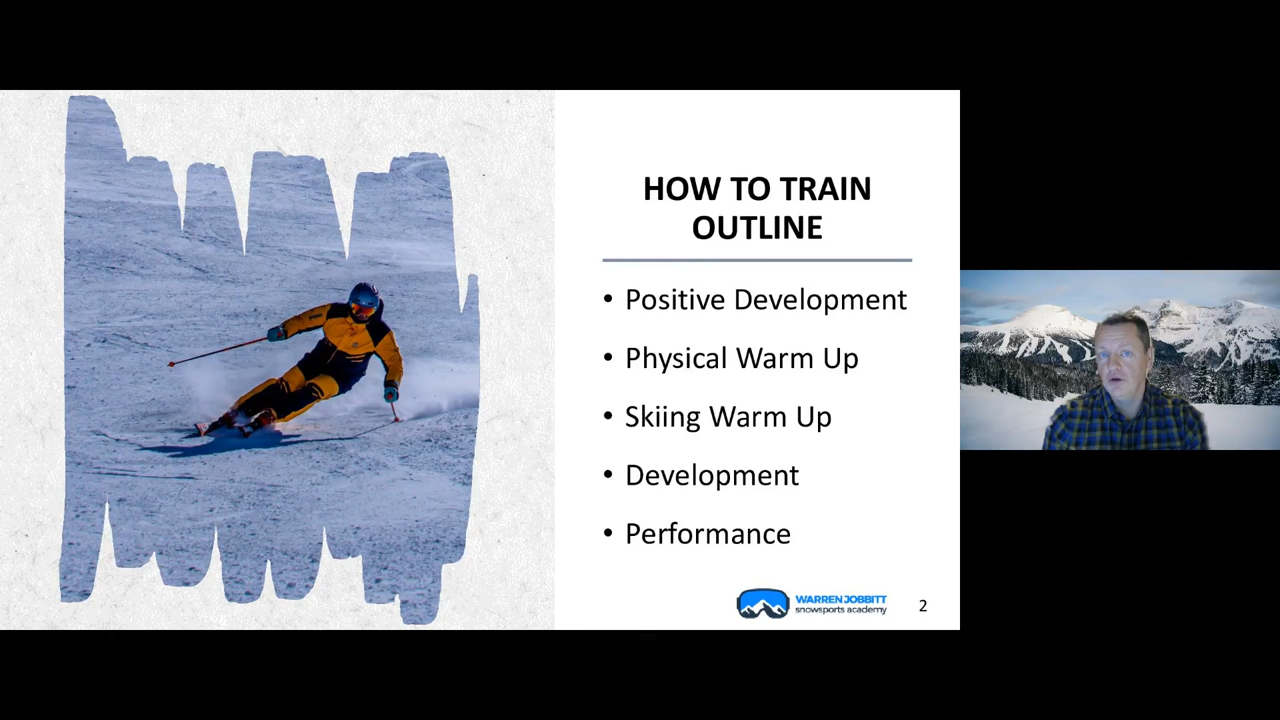 HOW TO TRAIN
OUTLINE
• Positive Development
• Physical Warm Up
• Skiing Warm Up
• Development
• Performance
WARREN JOBBITT
snowsports academy
2